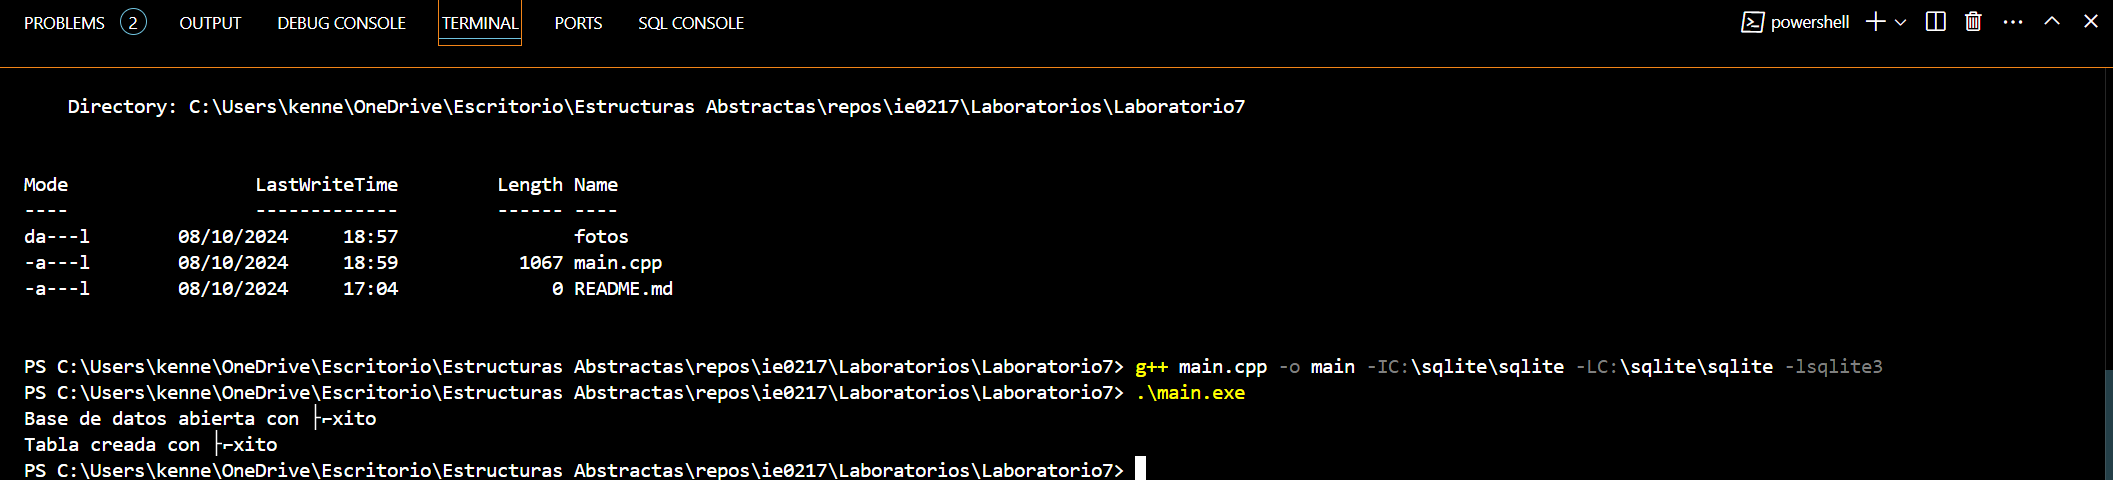 PROBLEMS 2 OUTPUT DEBUG CONSOLE TERMINAL PORTS SQL CONSOLE powershell
Directory: C:\Users\kenne\OneDrive\Escritorio\Estructuras Abstractas\repos\ie0217\Laboratorios\Laboratorio7
Mode LastWriteTime Length Name
---- ------------- ------ ----
da---l 08/10/2024 18:57 fotos
-a---l 08/10/2024 18:59 1067 main.cpp
-a---l 08/10/2024 17:04 0 README.md
PS C:\Users\kenne\OneDrive\Escritorio\Estructuras Abstractas\repos\ie0217\Laboratorios\Laboratorio7> g++ main.cpp -o main -IC:\sqlite\sqlite -LC:\sqlite\sqlite -lsqlite3
PS C:\Users\kenne\OneDrive\Escritorio\Estructuras Abstractas\repos\ie0217\Laboratorios\Laboratorio7> .\main.exe
Base de datos abierta con ├⌐xito
Tabla creada con ├⌐xito
PS C:\Users\kenne\OneDrive\Escritorio\Estructuras Abstractas\repos\ie0217\Laboratorios\Laboratorio7>